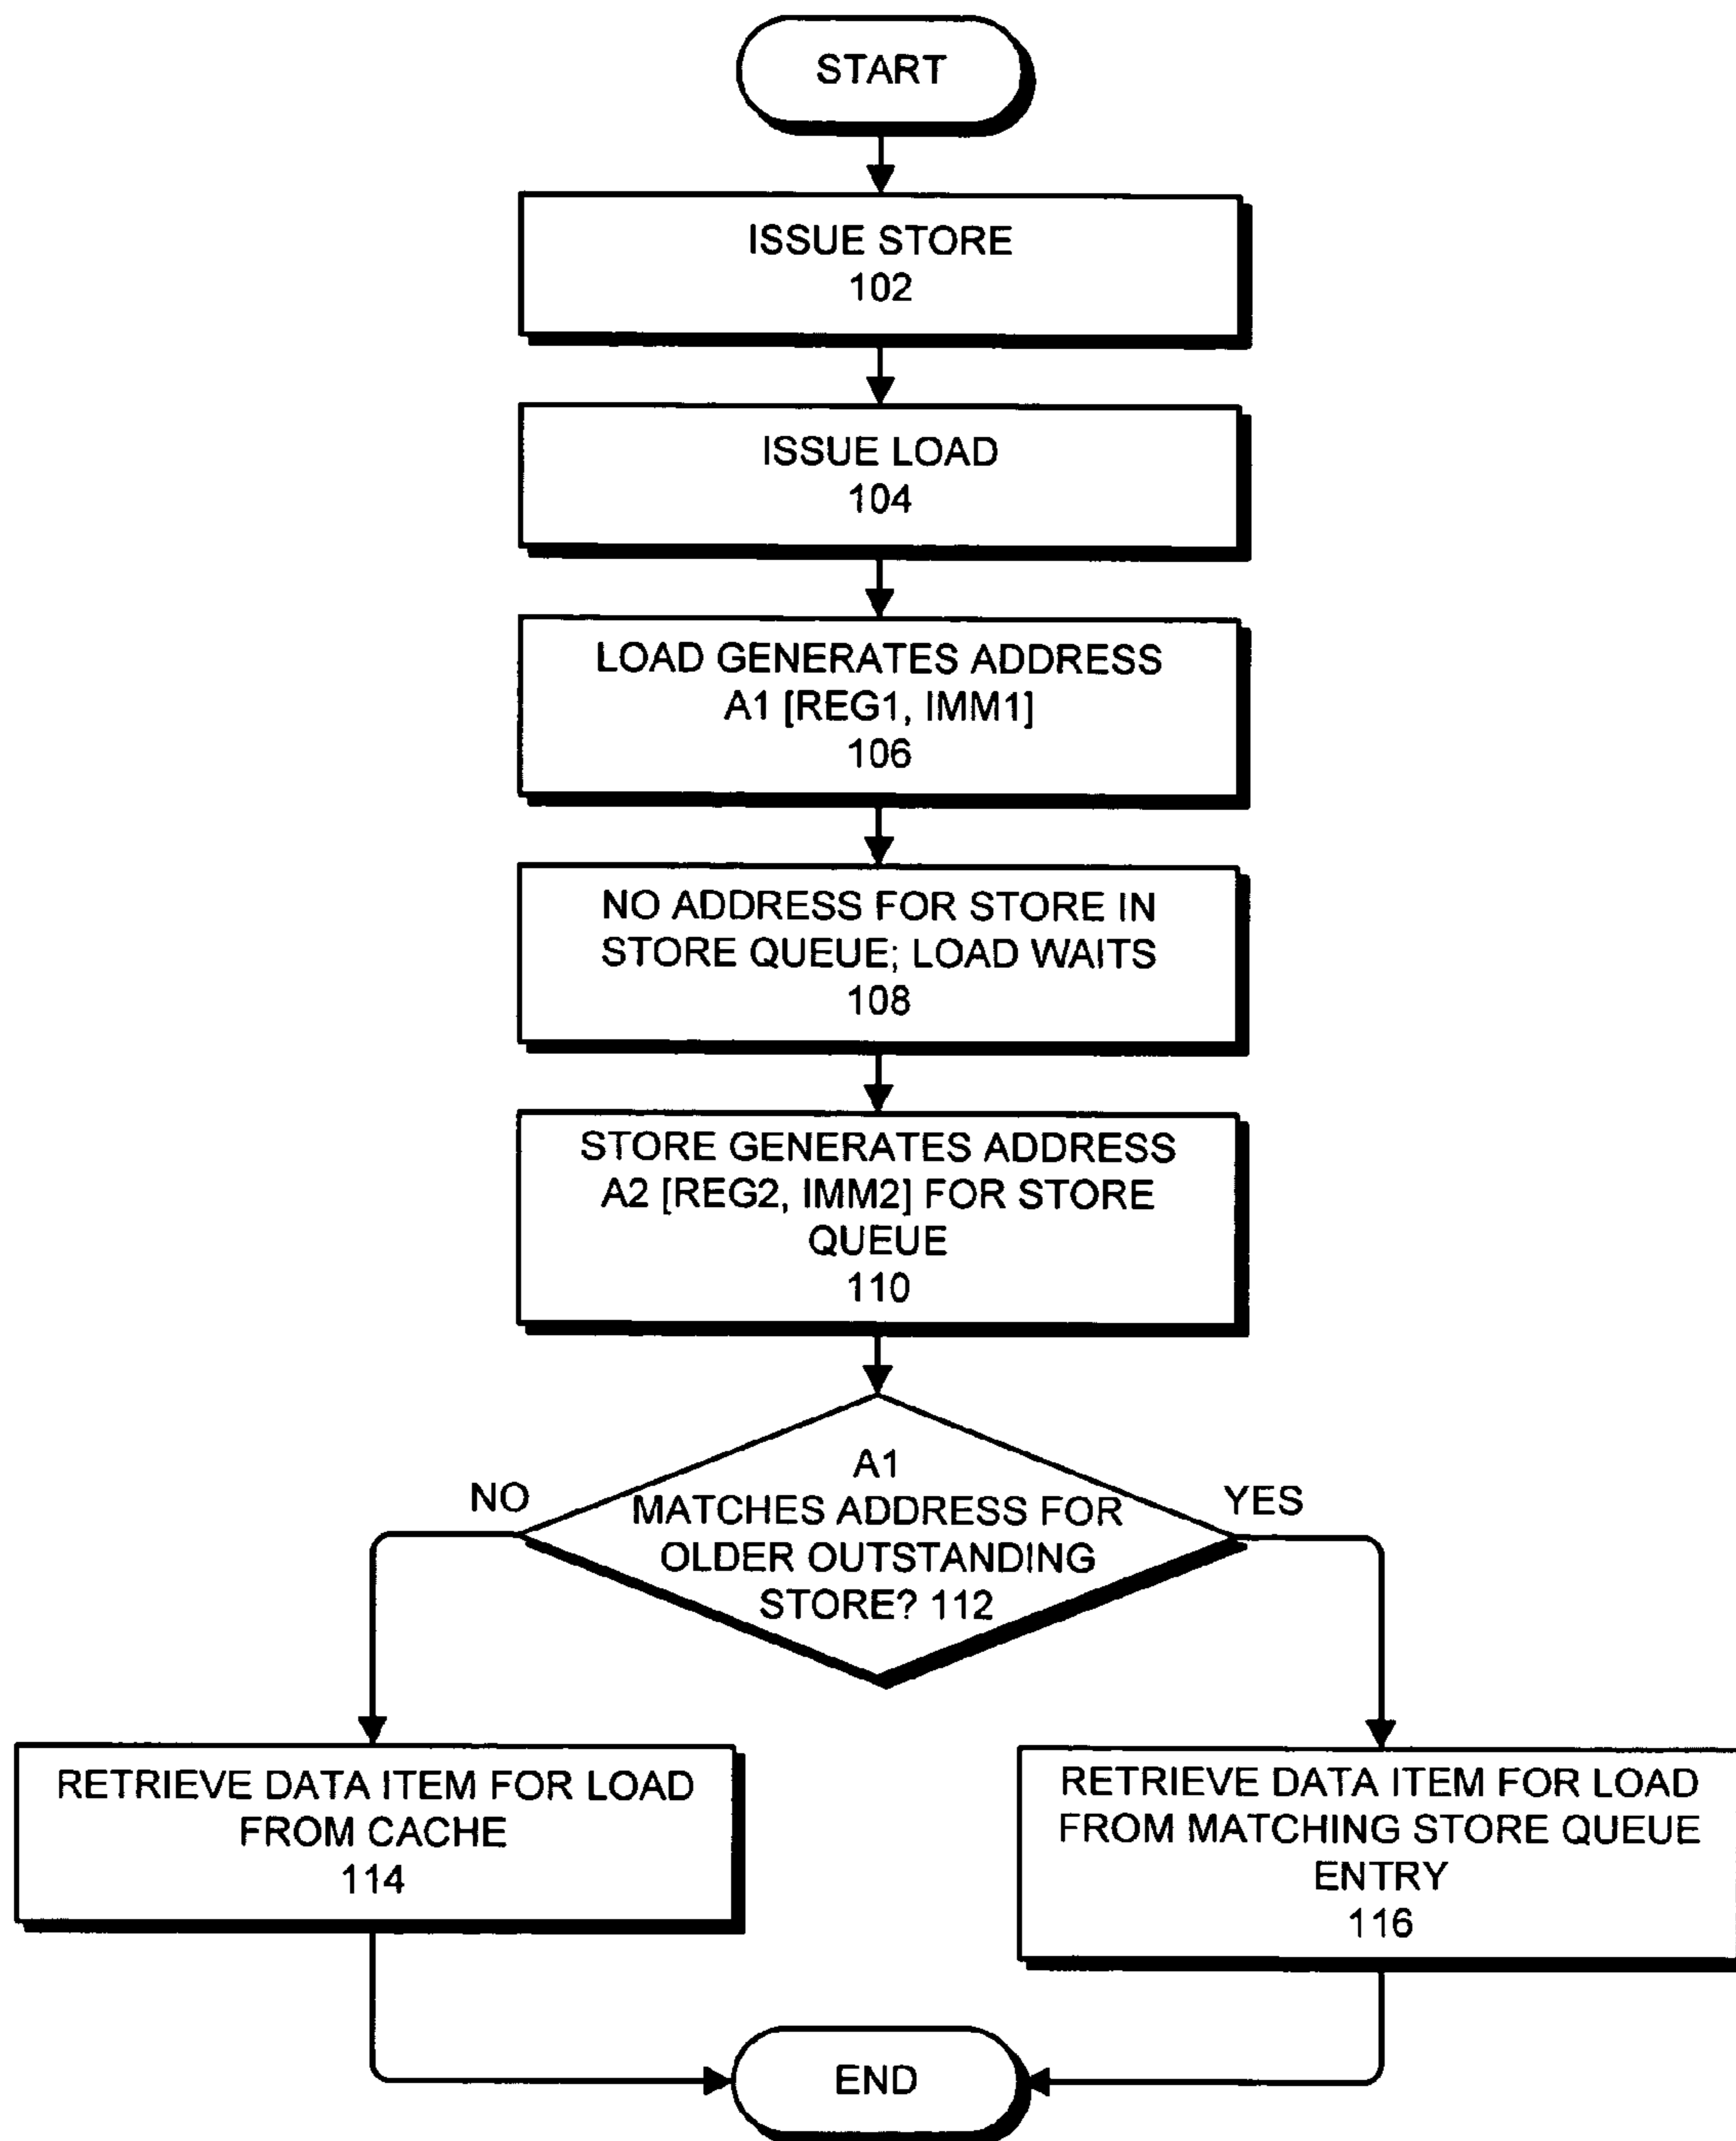 START
ISSUE STORE
102
ISSUE LOAD
104
LOAD GENERATES ADDRESS
A1 [REG1, IMM1]
106
NO ADDRESS FOR STORE IN
STORE QUEUE; LOAD WAITS
108
STORE GENERATES ADDRESS
A2 [REG2, IMM2] FOR STORE
QUEUE
110
A1
MATCHES ADDRESS FOR
OLDER OUTSTANDING
STORE? 112
NO
YES
RETRIEVE DATA ITEM FOR LOAD
FROM CACHE
114
RETRIEVE DATA ITEM FOR LOAD
FROM MATCHING STORE QUEUE
ENTRY
116
END